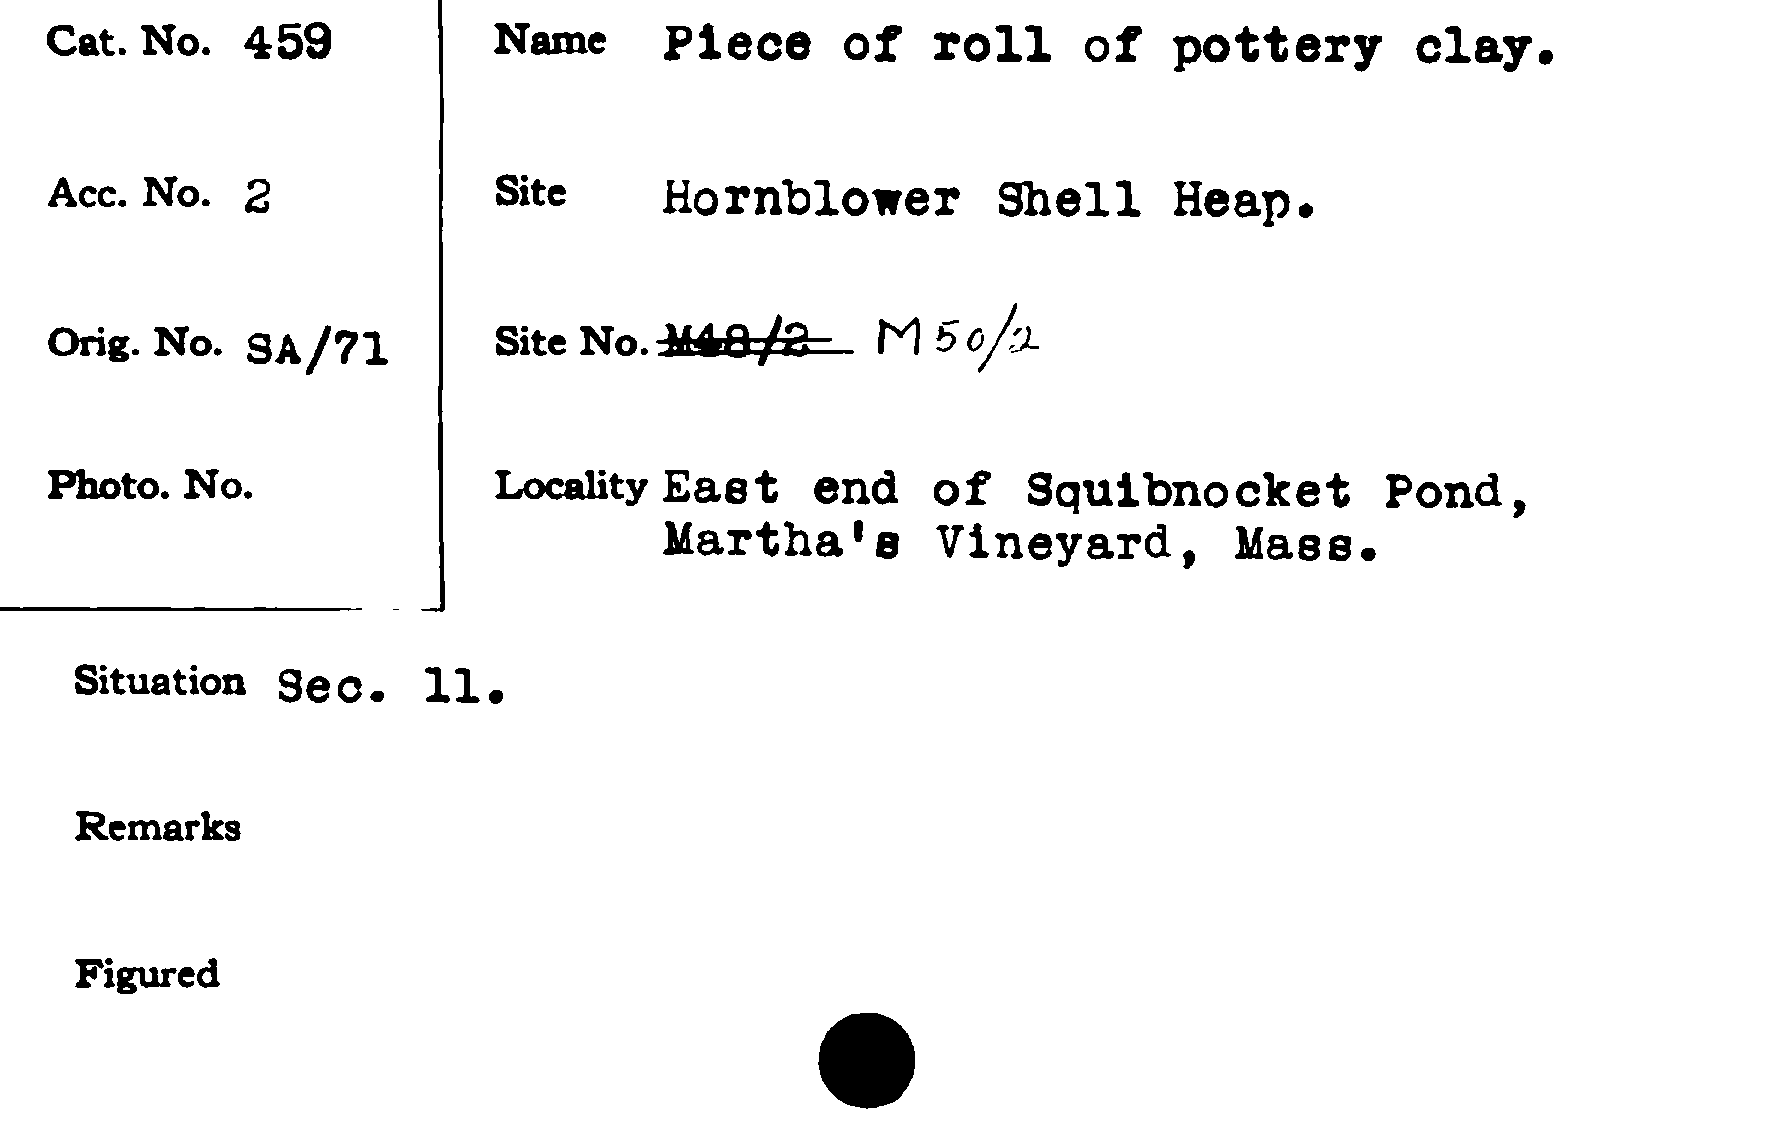 Cat. No. 459
Acc. No. 2
Orig. No. SA/71
Photo. No.
Name Piece of roll of pottery clay.
Site Hornblower Shell Heap.
Site No. M48/2 M50/2
Locality East end of Squibnocket Pond,
Martha's Vineyard, Mass.
Situation Sec. 11.
Remarks
Figured